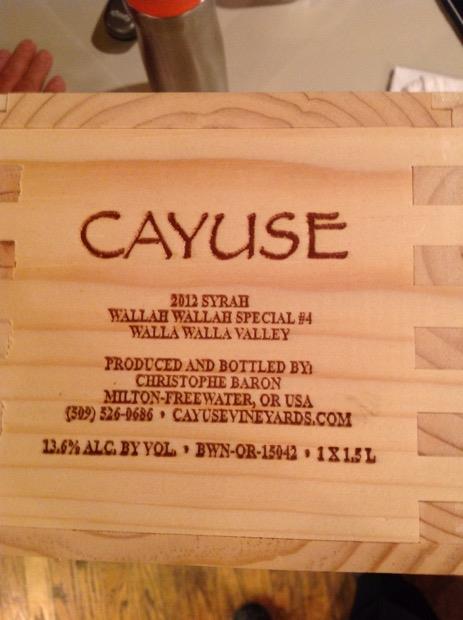 CAYUSE
2012 SYRAH
WALLAH WALLAH SPECIAL #4
WALLA WALLA VALLEY
PRODUCED AND BOTTLED BY:
CHRISTOPHE BARON
MILTON-FREEWATER, OR USA
(509) 526-0686 • CAYUSEVINEYARDS.COM
13.6% ALC. BY VOL. • BWN-OR-15042 • 1 X 1.5 L